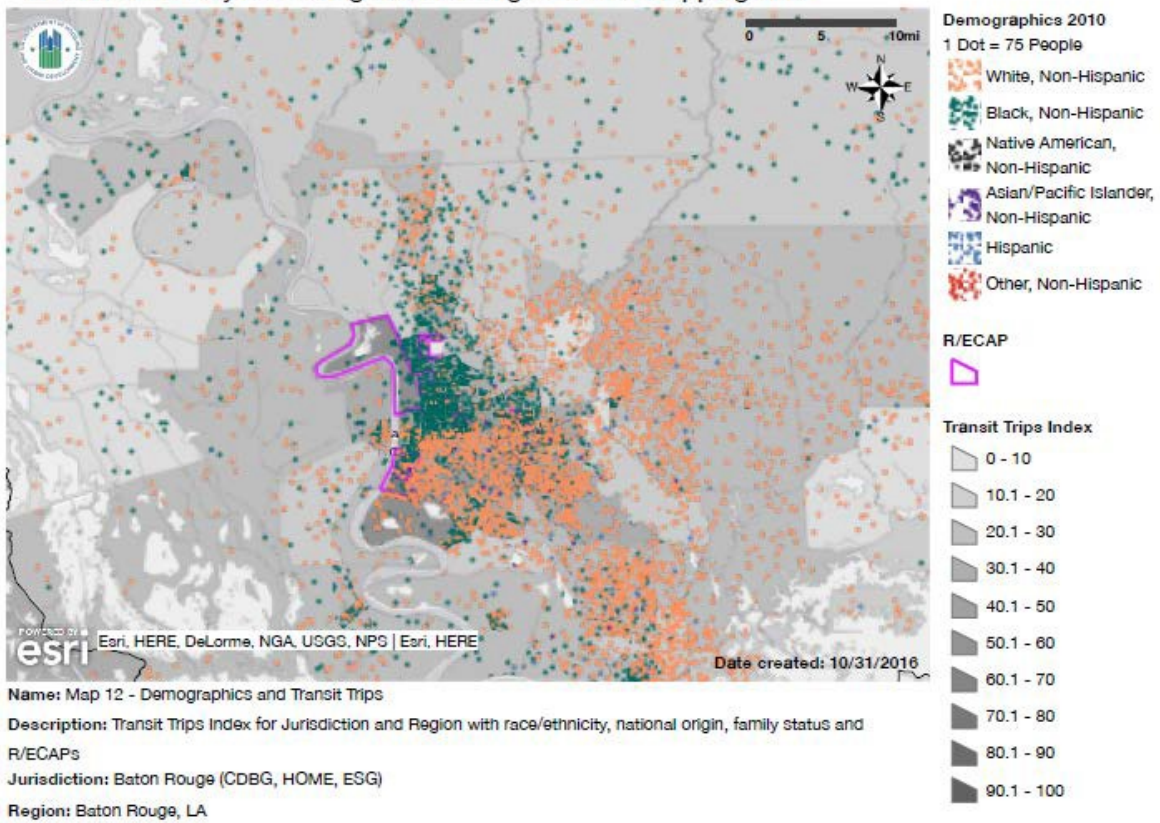 0 5 10mi
N
W E
S
POWERED BY
esri
Esri, HERE, DeLorme, NGA, USGS, NPS | Esri, HERE
Date created: 10/31/2016
Demographics 2010
1 Dot = 75 People
White, Non-Hispanic
Black, Non-Hispanic
Native American,
Non-Hispanic
Asian/Pacific Islander,
Non-Hispanic
Hispanic
Other, Non-Hispanic
R/ECAP
Transit Trips Index
0 - 10
10.1 - 20
20.1 - 30
30.1 - 40
40.1 - 50
50.1 - 60
60.1 - 70
70.1 - 80
80.1 - 90
90.1 - 100
Name: Map 12 - Demographics and Transit Trips
Description: Transit Trips Index for Jurisdiction and Region with race/ethnicity, national origin, family status and
R/ECAPs
Jurisdiction: Baton Rouge (CDBG, HOME, ESG)
Region: Baton Rouge, LA